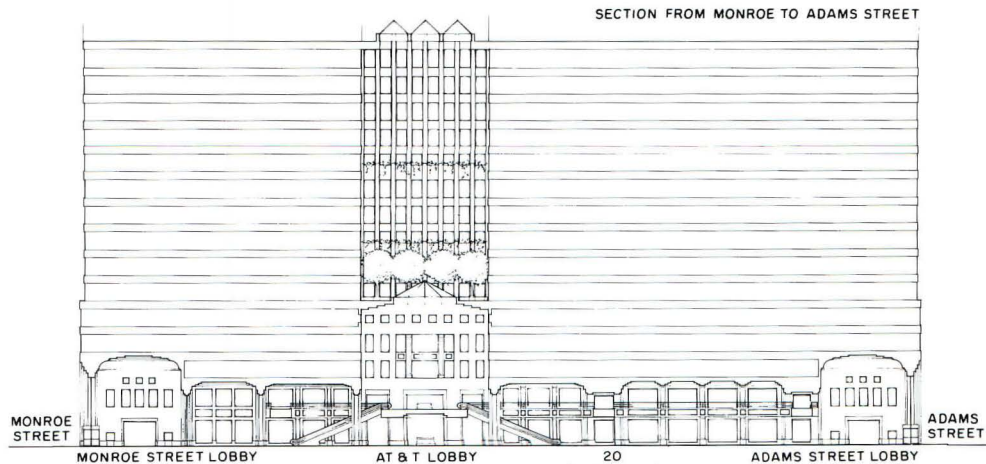 SECTION FROM MONROE TO ADAMS STREET
MONROE
STREET
ADAMS
STREET
MONROE STREET LOBBY
AT & T LOBBY
20
ADAMS STREET LOBBY